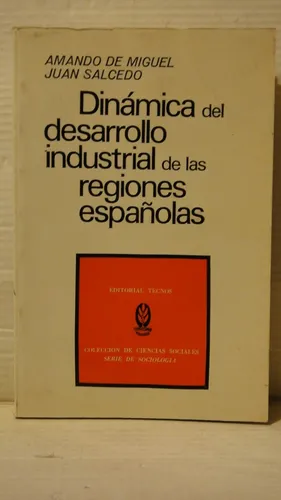 AMANDO DE MIGUEL
JUAN SALCEDO
Dinámica del
desarrollo
industrial de las
regiones
españolas
EDITORIAL TECNOS
COLECCION DE CIENCIAS SOCIALES
SERIE DE SOCIOLOGIA